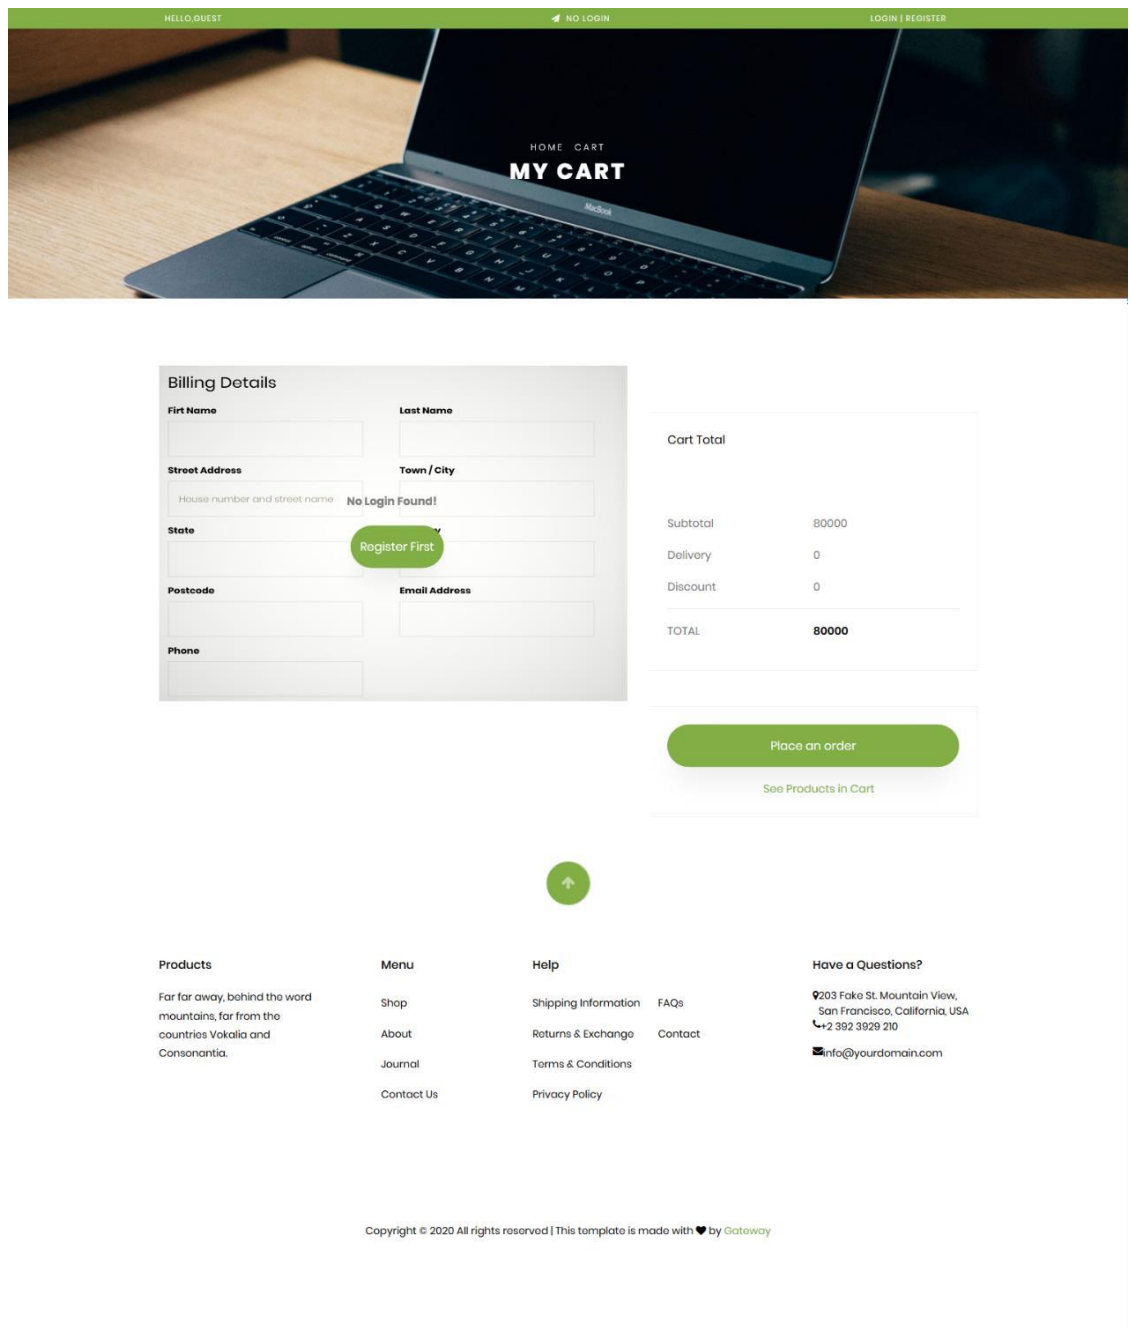 HELLO,GUEST
NO LOGIN
LOGIN | REGISTER
HOME CART
MY CART
MacBook
Billing Details
Firt Name
Last Name
Street Address
Town / City
House number and street name
No Login Found!
State
Register First
Postcode
Email Address
Phone
Cart Total
Subtotal 80000
Delivery 0
Discount 0
TOTAL 80000
Place an order
See Products in Cart
Products
Far far away, behind the word
mountains, far from the
countries Vokalia and
Consonantia.
Menu
Shop
About
Journal
Contact Us
Help
Shipping Information
Returns & Exchange
Terms & Conditions
Privacy Policy
FAQs
Contact
Have a Questions?
203 Fake St. Mountain View,
San Francisco, California, USA
+2 392 3929 210
info@yourdomain.com
Copyright © 2020 All rights reserved | This template is made with ♥ by Gateway